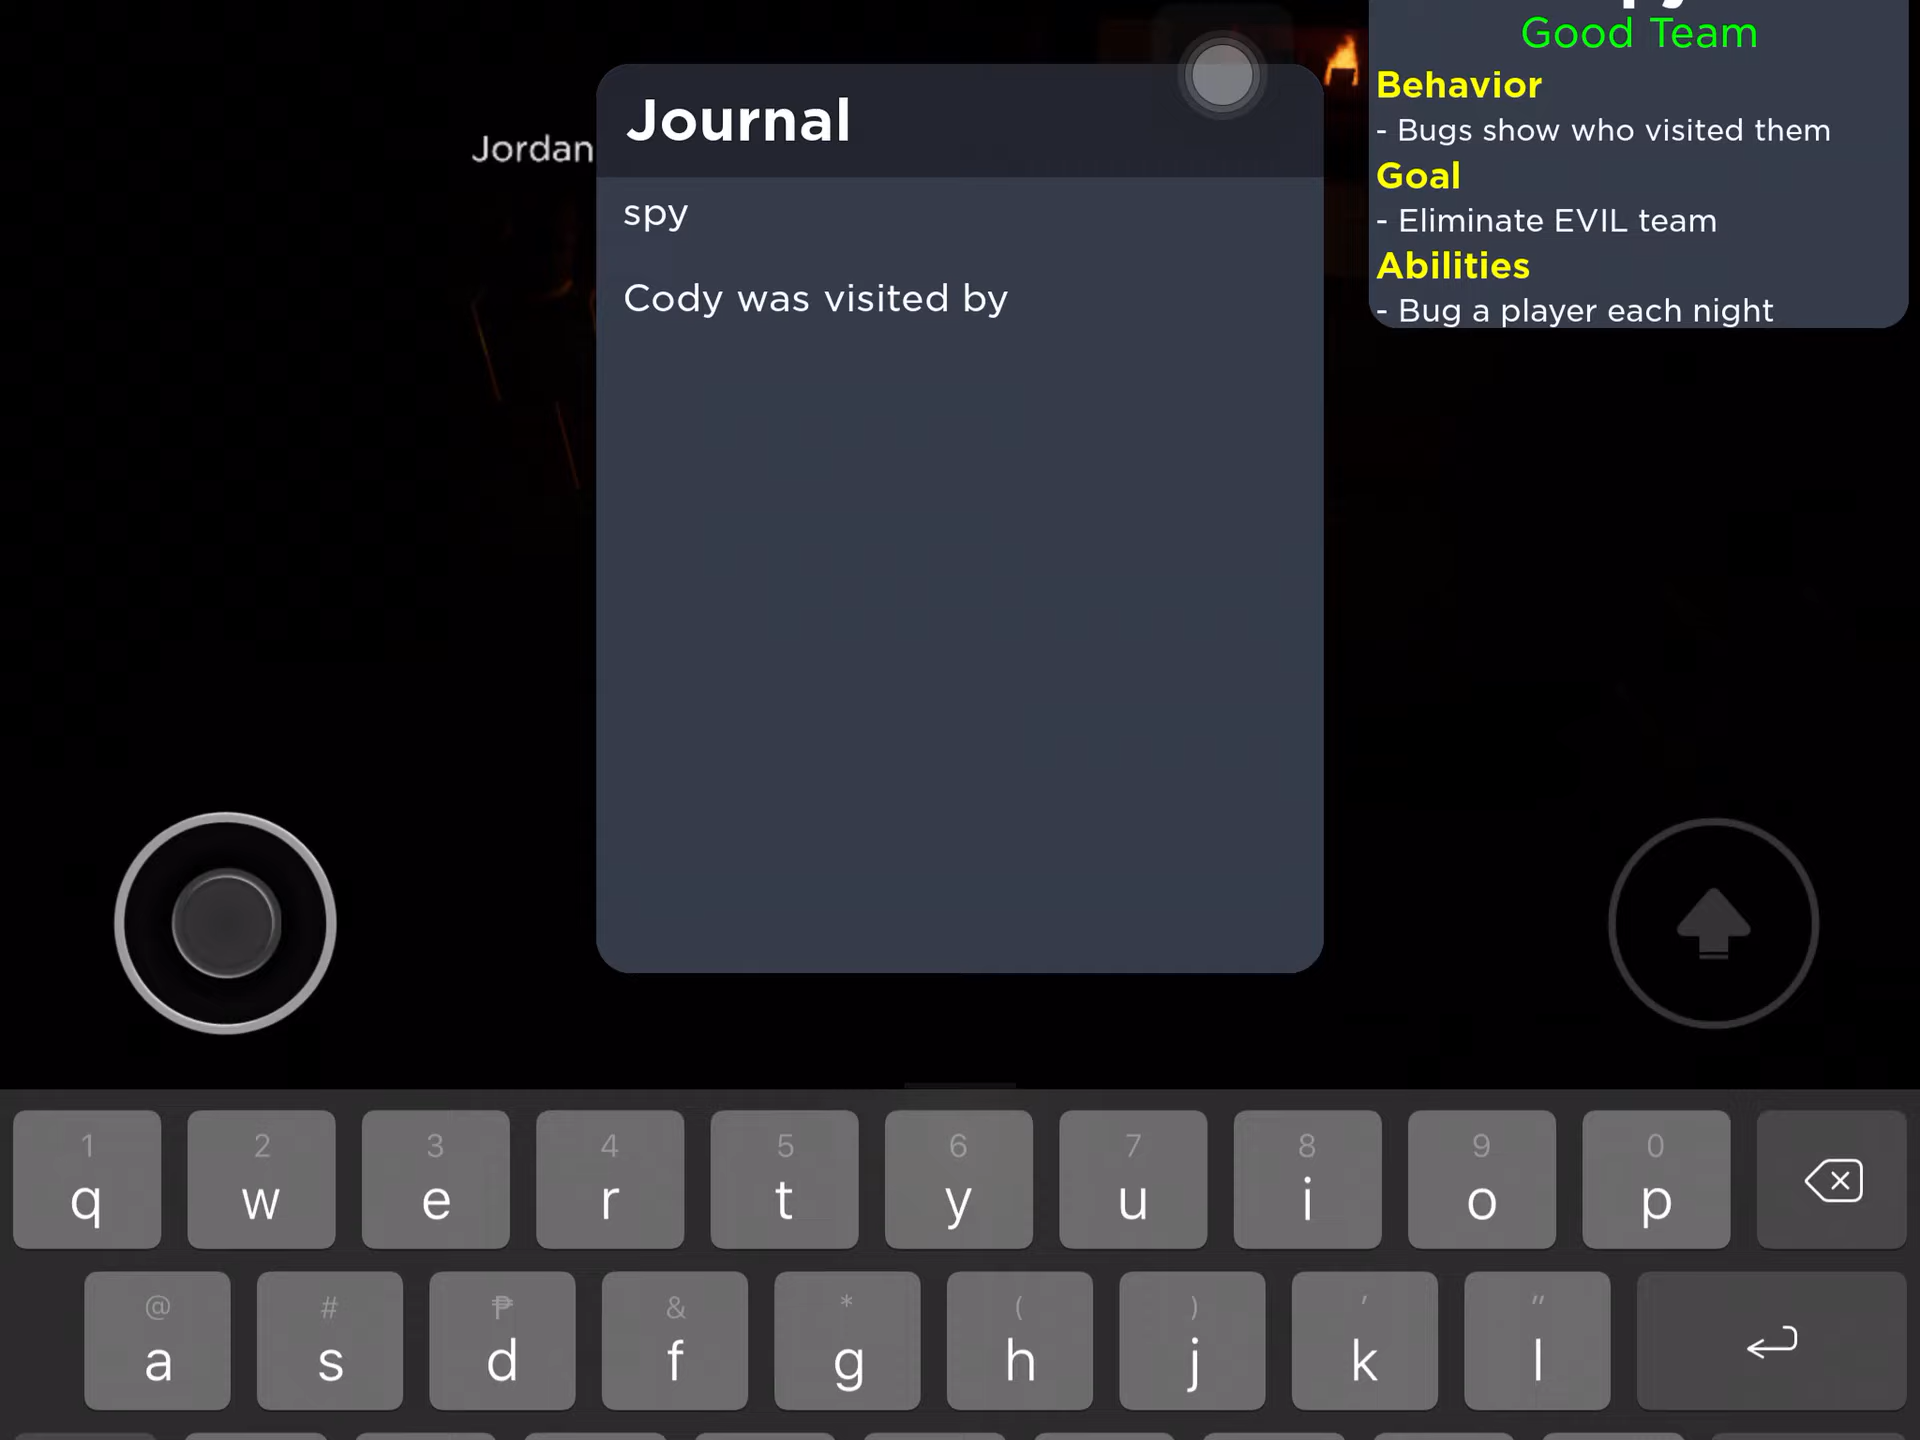 Good Team
Behavior
- Bugs show who visited them
Goal
- Eliminate EVIL team
Abilities
- Bug a player each night
Jordan
Journal
spy
Cody was visited by
1 2 3 4 5 6 7 8 9 0
q w e r t y u i o p
@ # ₱ & * ( ) ' "
a s d f g h j k l